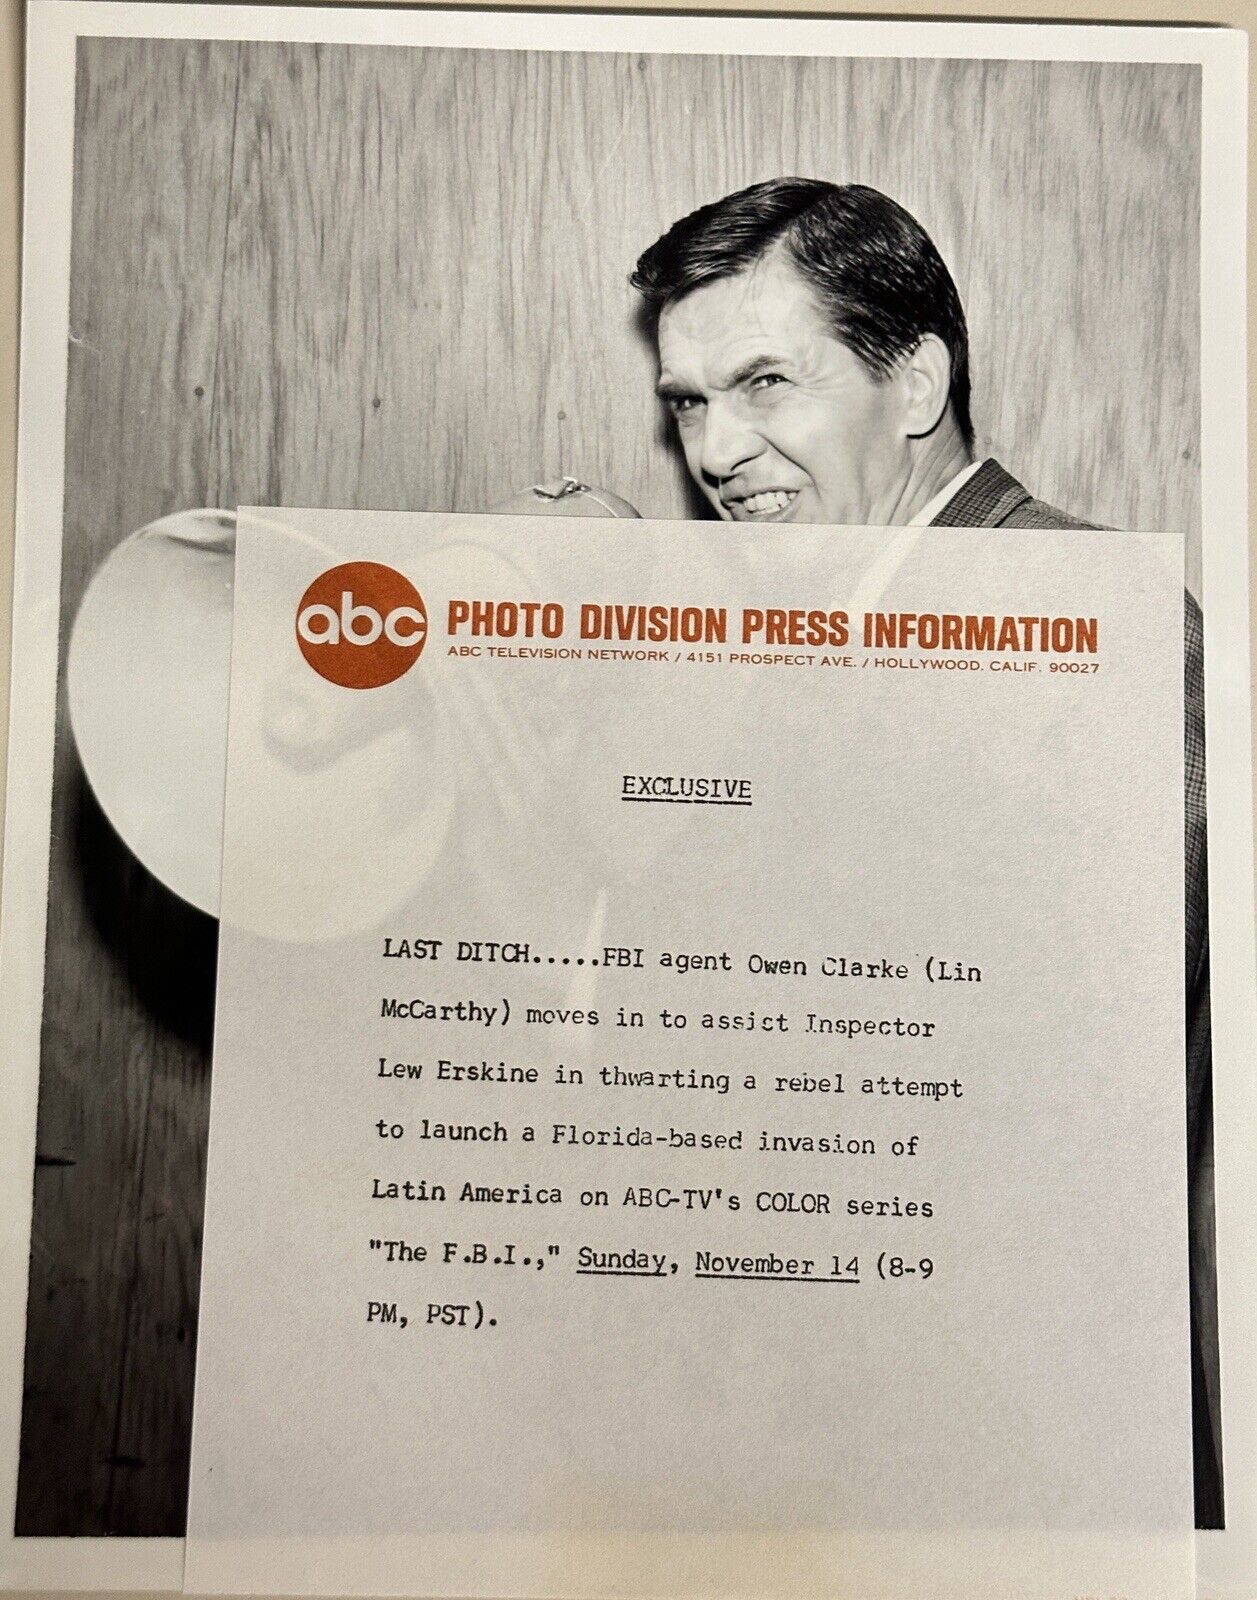 abc PHOTO DIVISION PRESS INFORMATION
ABC TELEVISION NETWORK / 4151 PROSPECT AVE. / HOLLYWOOD, CALIF. 90027
EXCLUSIVE
LAST DITCH.....FBI agent Owen Clarke (Lin
McCarthy) moves in to assict Inspector
Lew Erskine in thwarting a rebel attempt
to launch a Florida-based invasion of
Latin America on ABC-TV's COLOR series
"The F.B.I.," Sunday, November 14 (8-9
PM, PST).